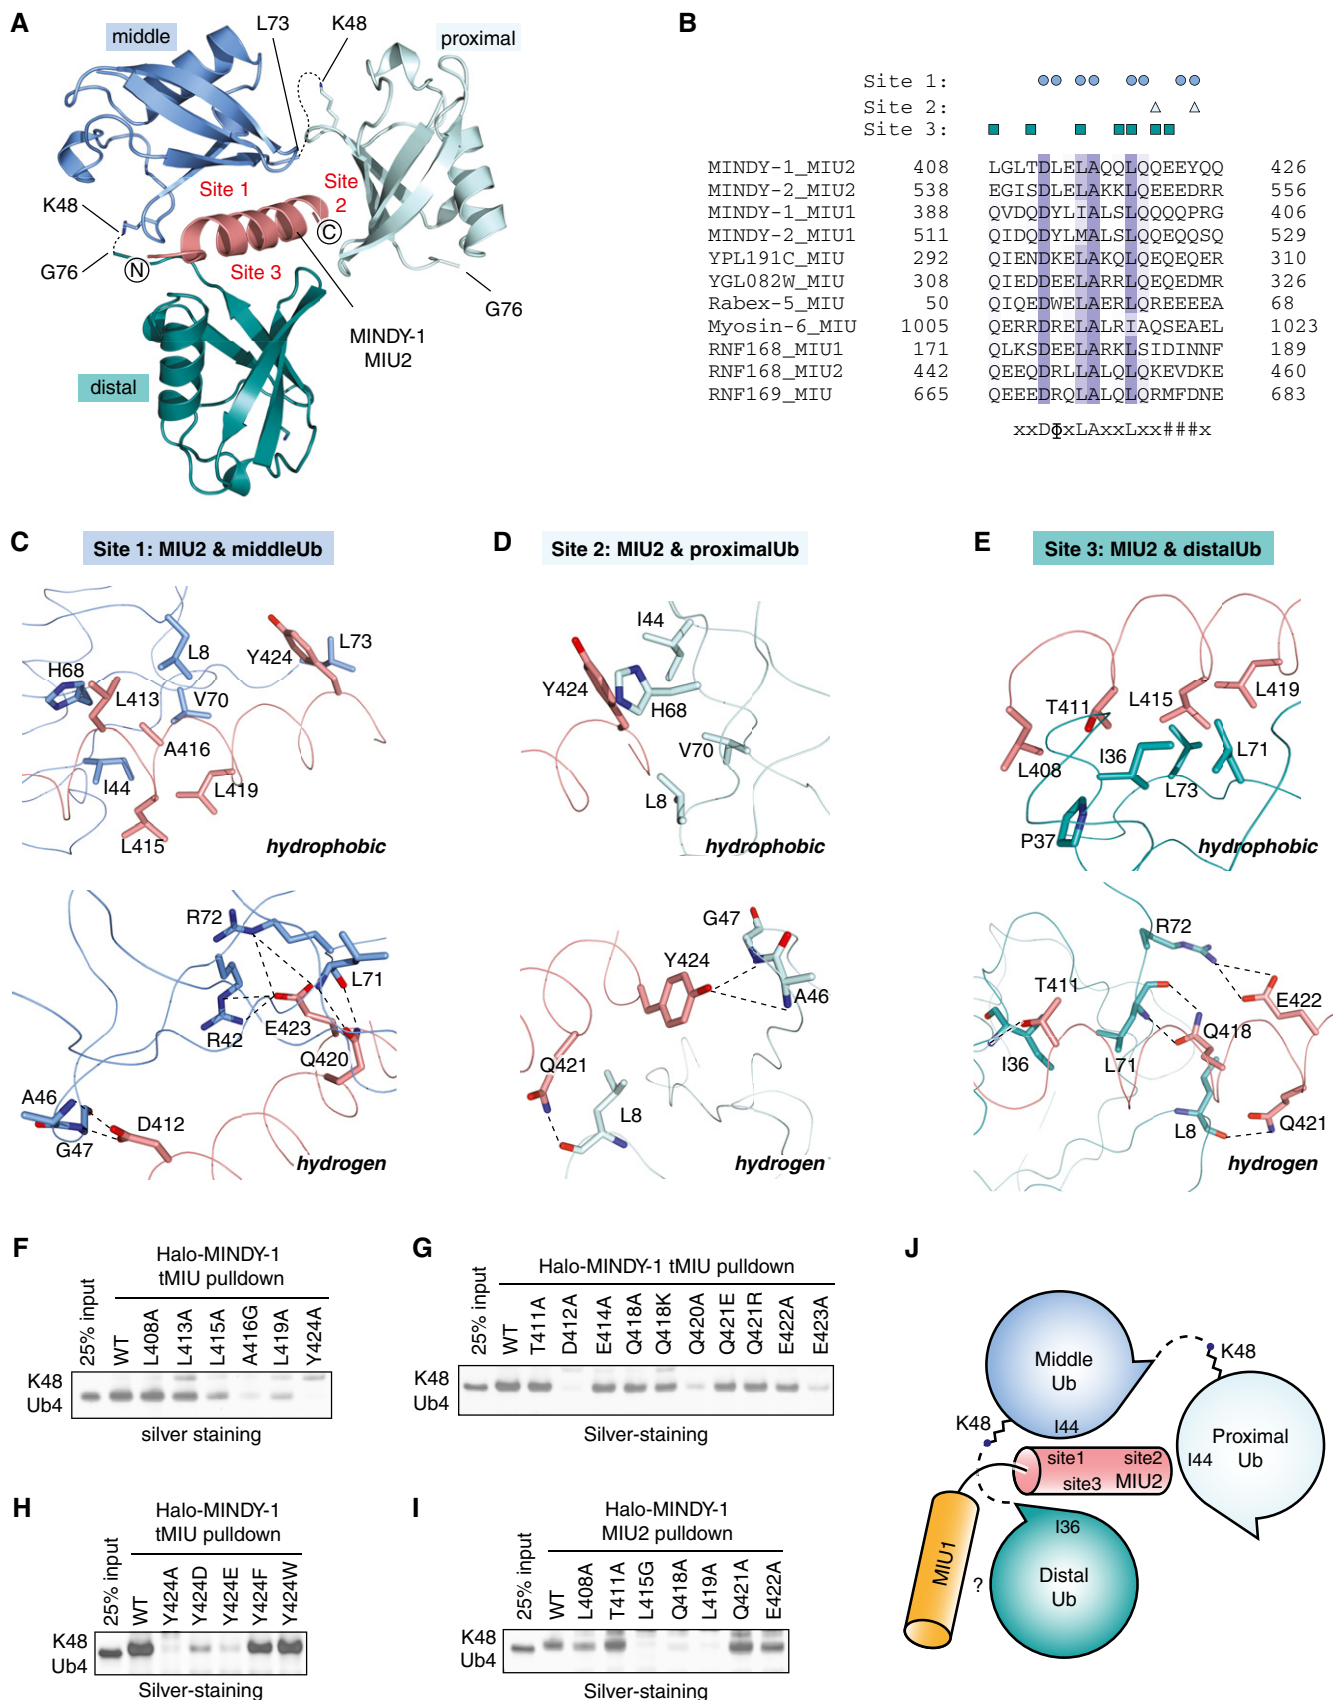 A
middle
L73
K48
proximal
Site 1
Site 2
K48
G76
N
C
Site 3
G76
MINDY-1 MIU2
distal
B
Site 1:
Site 2:
Site 3:
MINDY-1_MIU2 408 LGLTDLELAQQLQQEEYQQ 426
MINDY-2_MIU2 538 EGISDLELAKKLQEEEDRR 556
MINDY-1_MIU1 388 QVDQDYLIALSLQQQQPRG 406
MINDY-2_MIU1 511 QIDQDYLMALSLQQEQQSQ 529
YPL191C_MIU 292 QIENDKELAKQLQEQEQER 310
YGL082W_MIU 308 QIEDDEELARRLQEQEDMR 326
Rabex-5_MIU 50 QIQEDWELAERLQREEEEA 68
Myosin-6_MIU 1005 QERRDRELALRIAQSEAEL 1023
RNF168_MIU1 171 QLKSDEELARKLSIDINNF 189
RNF168_MIU2 442 QEEQDRLLALQLQKEVDKE 460
RNF169_MIU 665 QEEEDRQLALQLQRMFDNE 683
xxDΦxLAxxLxx###x
C
Site 1: MIU2 & middleUb
L8
Y424
L73
H68
L413
V70
A416
I44
L419
L415
hydrophobic
R72
L71
R42
E423
Q420
A46
D412
G47
hydrogen
D
Site 2: MIU2 & proximalUb
I44
Y424
H68
V70
L8
hydrophobic
G47
Y424
A46
Q421
L8
hydrogen
E
Site 3: MIU2 & distalUb
T411
L415
L419
L408
I36
L71
L73
P37
hydrophobic
R72
T411
E422
Q418
I36
L71
L8
Q421
hydrogen
F
Halo-MINDY-1
tMIU pulldown
25% input
WT
L408A
L413A
L415A
A416G
L419A
Y424A
K48
Ub4
silver staining
G
Halo-MINDY-1 tMIU pulldown
25% input
WT
T411A
D412A
E414A
Q418A
Q418K
Q420A
Q421E
Q421R
E422A
E423A
K48
Ub4
Silver-staining
H
Halo-MINDY-1
tMIU pulldown
25% input
WT
Y424A
Y424D
Y424E
Y424F
Y424W
K48
Ub4
Silver-staining
I
Halo-MINDY-1
MIU2 pulldown
25% input
WT
L408A
T411A
L415G
Q418A
L419A
Q421A
E422A
K48
Ub4
Silver-staining
J
Middle
Ub
K48
K48
I44
Proximal
Ub
I44
site1
site2
site3
MIU2
I36
MIU1
?
Distal
Ub